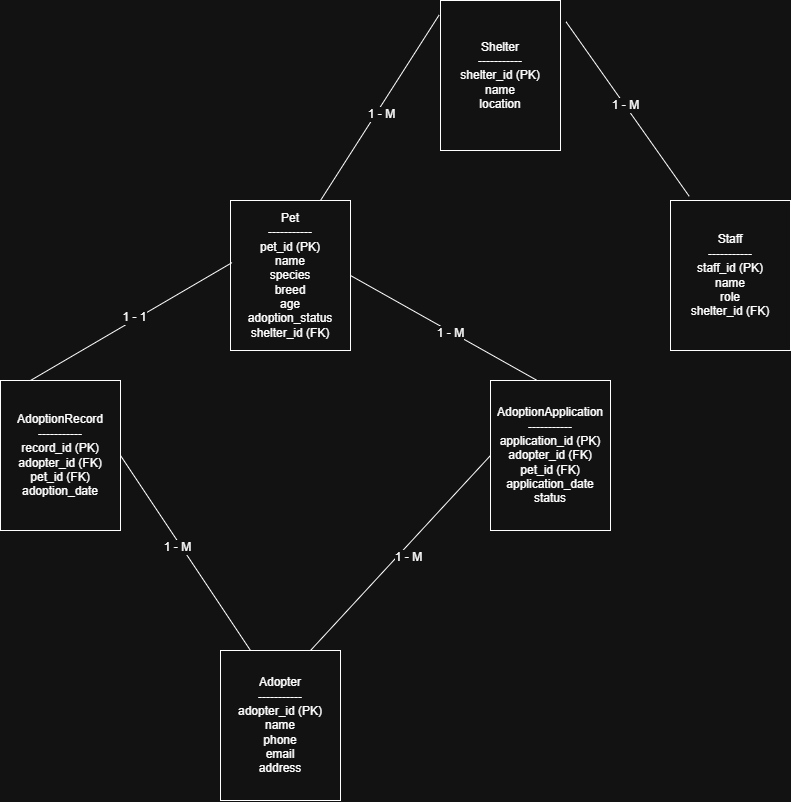 Shelter
-----------
shelter_id (PK)
name
location
1 - M
1 - M
Pet
-----------
pet_id (PK)
name
species
breed
age
adoption_status
shelter_id (FK)
Staff
-----------
staff_id (PK)
name
role
shelter_id (FK)
1 - 1
1 - M
AdoptionRecord
-----------
record_id (PK)
adopter_id (FK)
pet_id (FK)
adoption_date
AdoptionApplication
-----------
application_id (PK)
adopter_id (FK)
pet_id (FK)
application_date
status
1 - M
1 - M
Adopter
-----------
adopter_id (PK)
name
phone
email
address